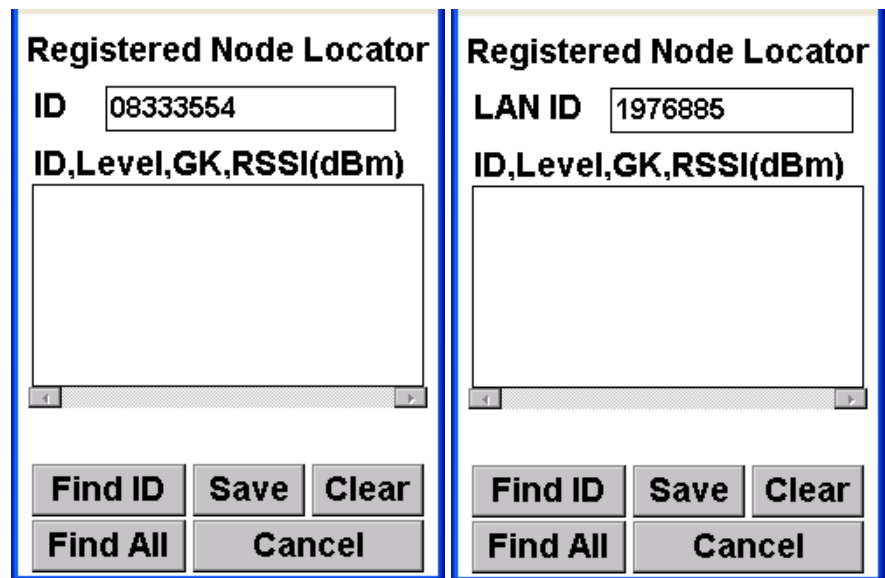 Registered Node Locator
ID 08333554
ID,Level,GK,RSSI(dBm)
Find ID Save Clear
Find All Cancel
Registered Node Locator
LAN ID 1976885
ID,Level,GK,RSSI(dBm)
Find ID Save Clear
Find All Cancel